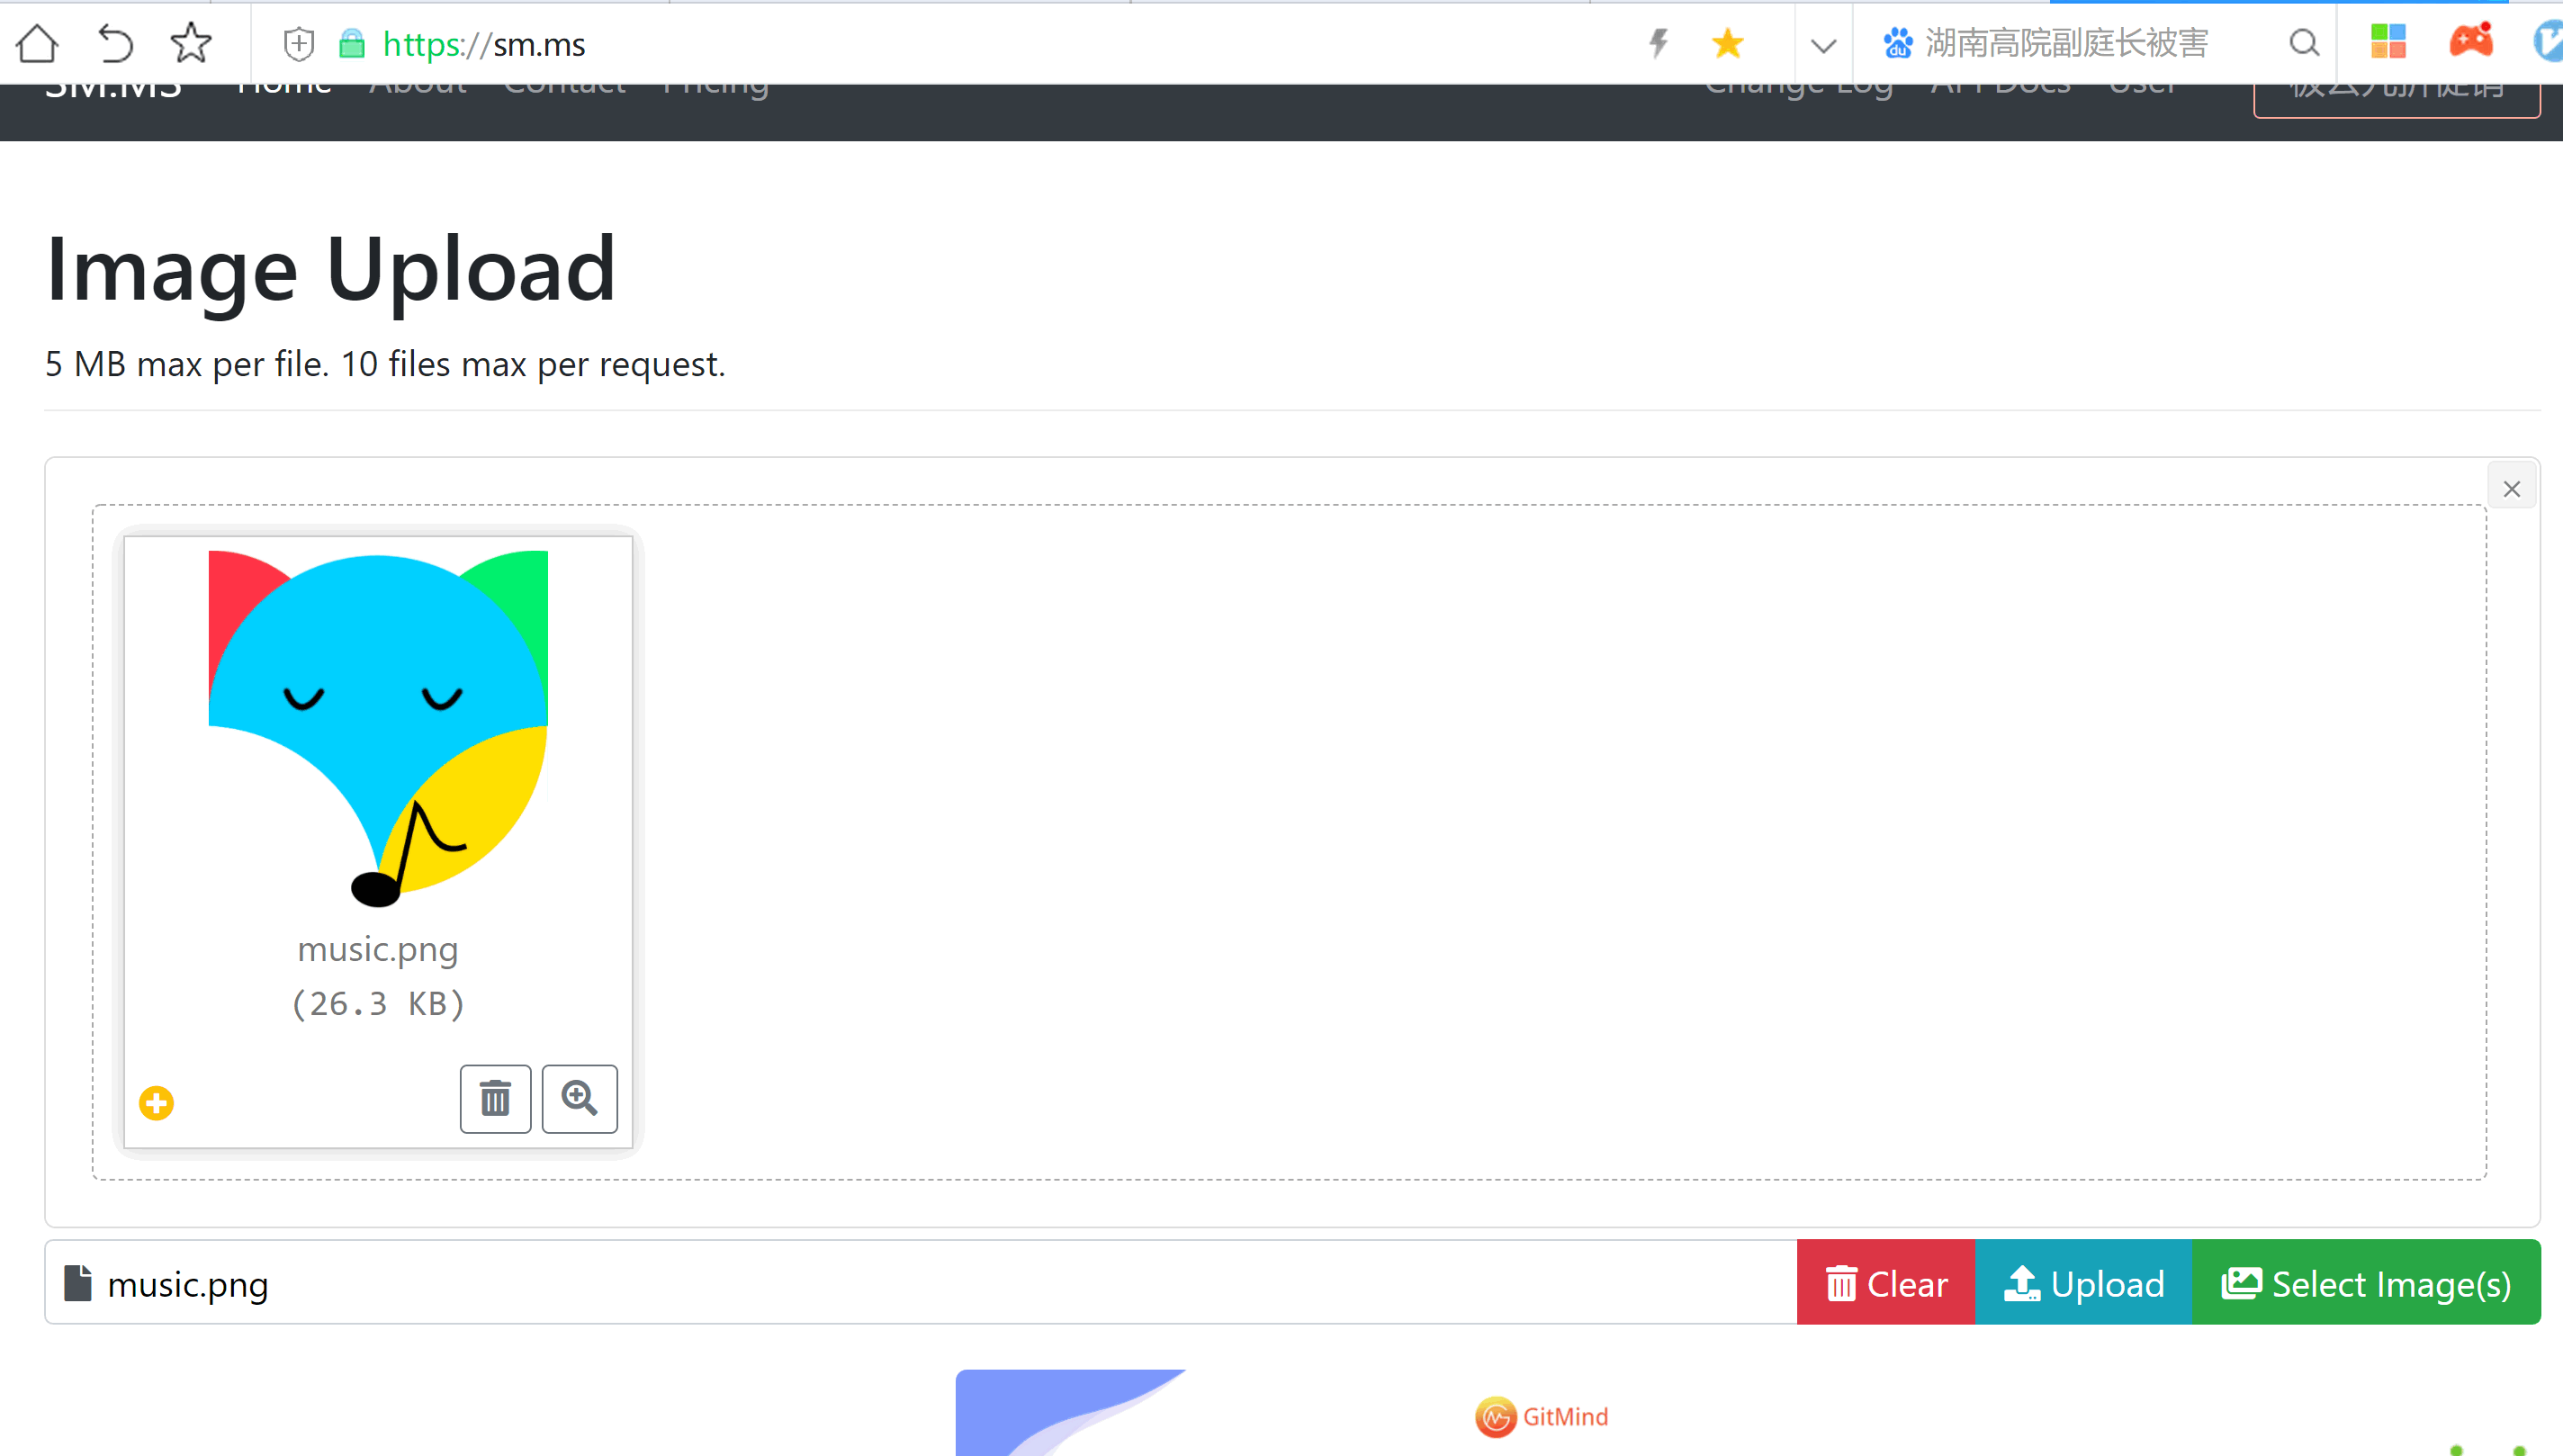 https://sm.ms
湖南高院副庭长被害
SM.MS Home About Contact Pricing Change Log API Docs User
Image Upload
5 MB max per file. 10 files max per request.
music.png
(26.3 KB)
music.png
Clear
Upload
Select Image(s)
GitMind